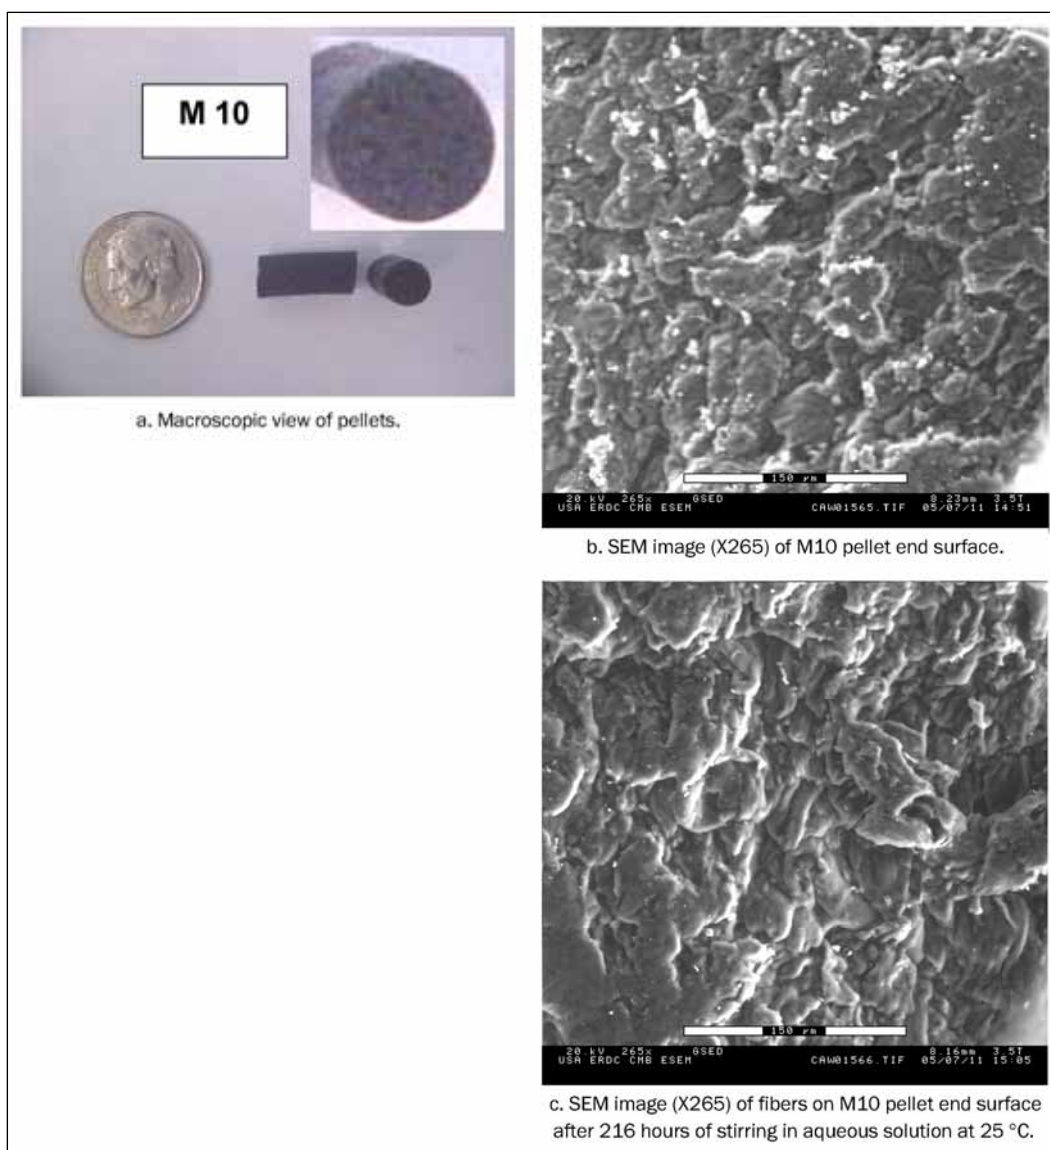 M 10
a. Macroscopic view of pellets.
150 µm
20.kV 265x GSED 8.23mm 3.5T
USA ERDC CMB ESEM CAW01565.TIF 05/07/11 14:51
b. SEM image (X265) of M10 pellet end surface.
150 µm
20.kV 265x GSED 8.16mm 3.5T
USA ERDC CMB ESEM CAW01566.TIF 05/07/11 15:05
c. SEM image (X265) of fibers on M10 pellet end surface
after 216 hours of stirring in aqueous solution at 25 °C.